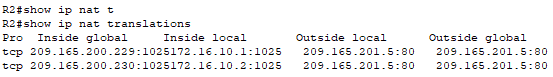 R2#show ip nat t
R2#show ip nat translations
Pro  Inside global     Inside local       Outside local      Outside global
tcp 209.165.200.229:1025172.16.10.1:1025   209.165.201.5:80   209.165.201.5:80
tcp 209.165.200.230:1025172.16.10.2:1025   209.165.201.5:80   209.165.201.5:80